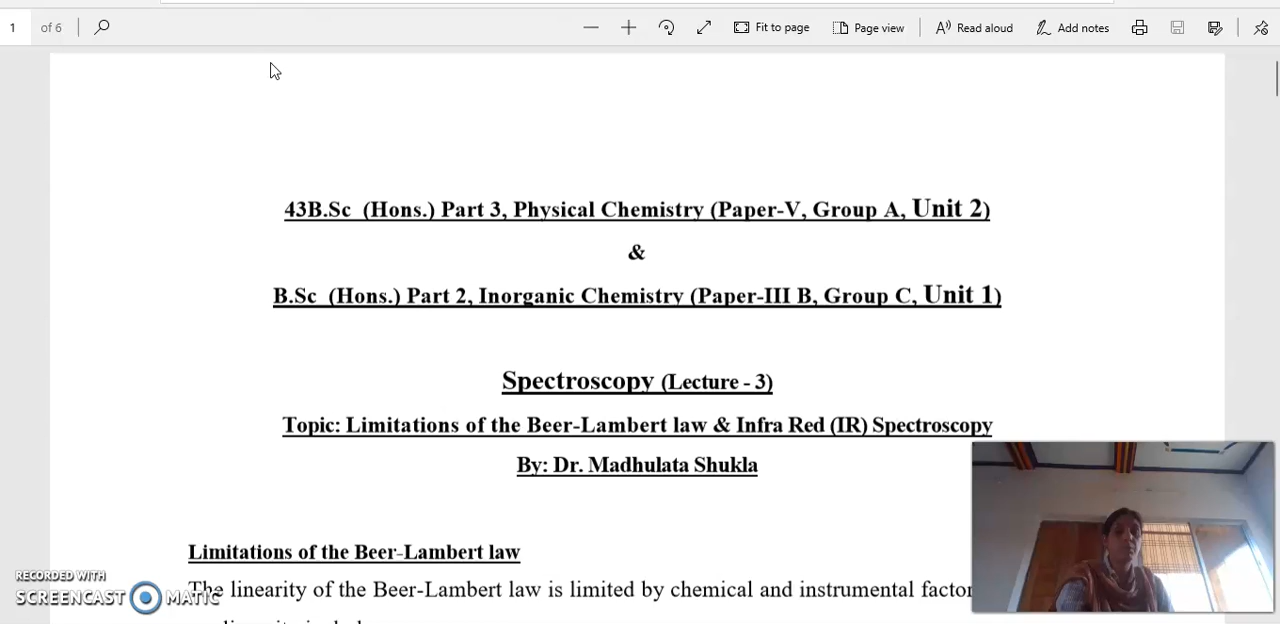 1 of 6 Fit to page Page view Read aloud Add notes
43B.Sc (Hons.) Part 3, Physical Chemistry (Paper-V, Group A, Unit 2)
&
B.Sc (Hons.) Part 2, Inorganic Chemistry (Paper-III B, Group C, Unit 1)
Spectroscopy (Lecture - 3)
Topic: Limitations of the Beer-Lambert law & Infra Red (IR) Spectroscopy
By: Dr. Madhulata Shukla
Limitations of the Beer-Lambert law
The linearity of the Beer-Lambert law is limited by chemical and instrumental factor
RECORDED WITH
SCREENCAST MATIC